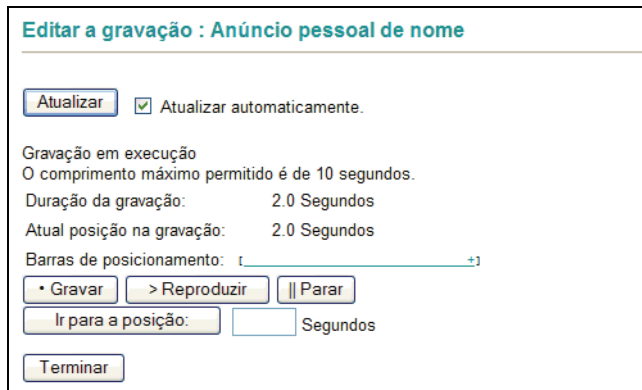 Editar a gravação : Anúncio pessoal de nome
Atualizar Atualizar automaticamente.
Gravação em execução
O comprimento máximo permitido é de 10 segundos.
Duração da gravação: 2.0 Segundos
Atual posição na gravação: 2.0 Segundos
Barras de posicionamento: [ +]
• Gravar > Reproduzir || Parar
Ir para a posição: Segundos
Terminar